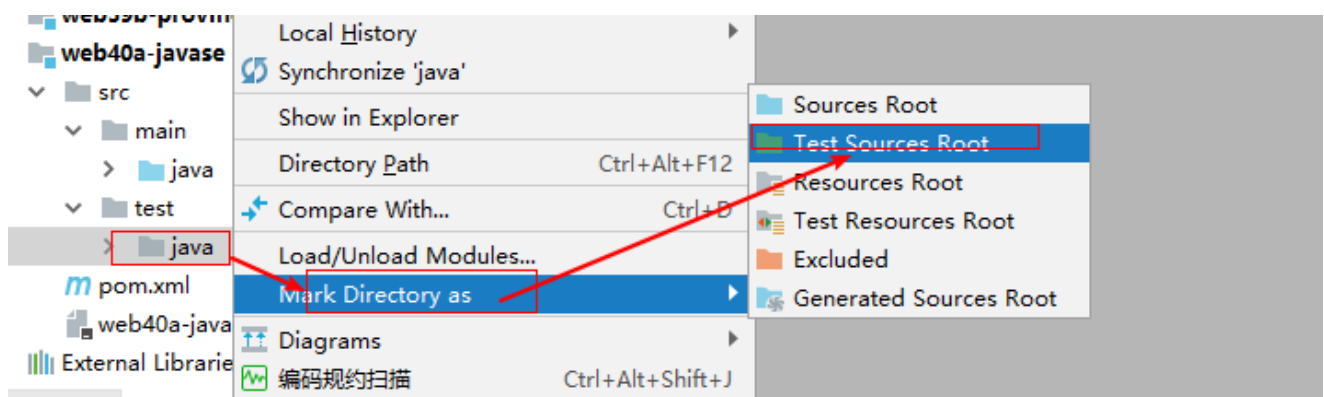 web40a-javase
src
main
java
test
java
pom.xml
web40a-java
External Librarie
Local History
Synchronize 'java'
Show in Explorer
Directory Path Ctrl+Alt+F12
Compare With... Ctrl+D
Load/Unload Modules...
Mark Directory as
Diagrams
编码规约扫描 Ctrl+Alt+Shift+J
Sources Root
Test Sources Root
Resources Root
Test Resources Root
Excluded
Generated Sources Root